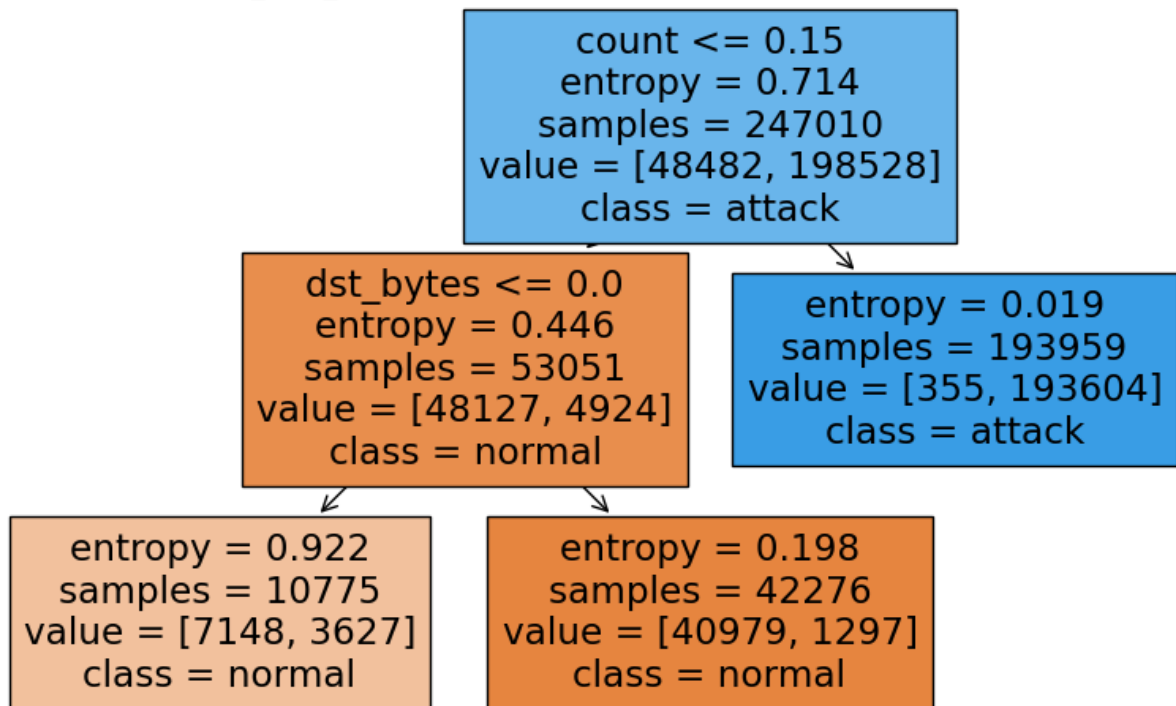 count <= 0.15
entropy = 0.714
samples = 247010
value = [48482, 198528]
class = attack
dst_bytes <= 0.0
entropy = 0.446
samples = 53051
value = [48127, 4924]
class = normal
entropy = 0.019
samples = 193959
value = [355, 193604]
class = attack
entropy = 0.922
samples = 10775
value = [7148, 3627]
class = normal
entropy = 0.198
samples = 42276
value = [40979, 1297]
class = normal